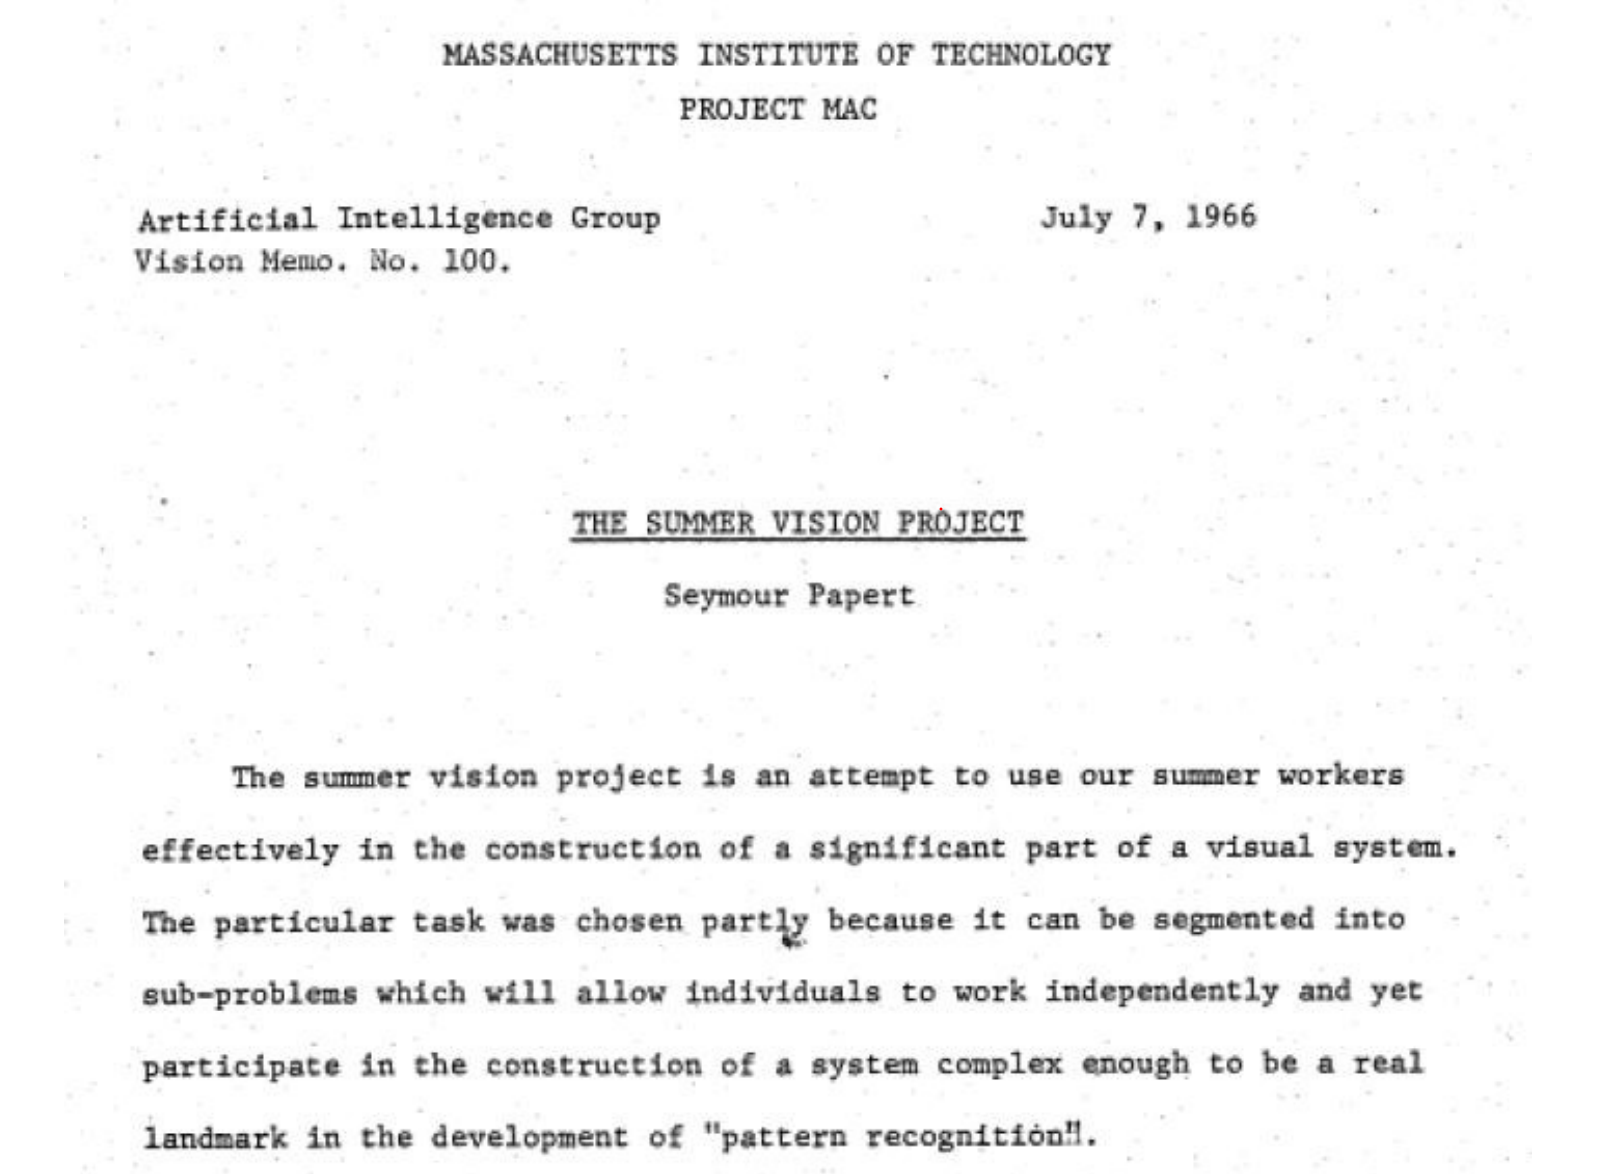 MASSACHUSETTS INSTITUTE OF TECHNOLOGY
PROJECT MAC
Artificial Intelligence Group
July 7, 1966
Vision Memo. No. 100.
THE SUMMER VISION PROJECT
Seymour Papert
The summer vision project is an attempt to use our summer workers
effectively in the construction of a significant part of a visual system.
The particular task was chosen partly because it can be segmented into
sub-problems which will allow individuals to work independently and yet
participate in the construction of a system complex enough to be a real
landmark in the development of "pattern recognition".